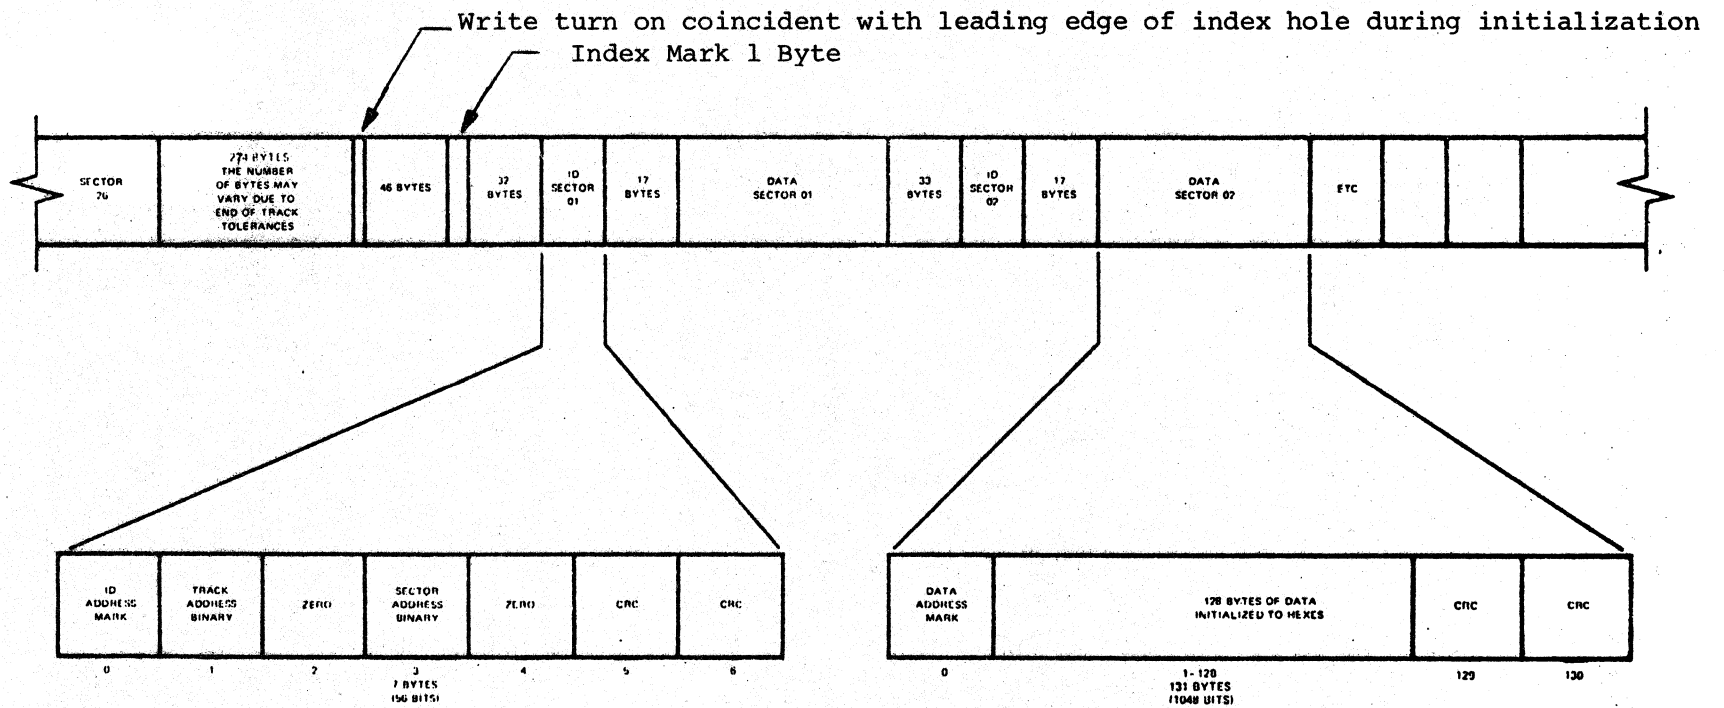 Write turn on coincident with leading edge of index hole during initialization
Index Mark 1 Byte
SECTOR
26
274 BYTES
THE NUMBER
OF BYTES MAY
VARY DUE TO
END OF TRACK
TOLERANCES
46 BYTES
32
BYTES
ID
SECTOR
01
17
BYTES
DATA
SECTOR 01
33
BYTES
ID
SECTOR
02
17
BYTES
DATA
SECTOR 02
ETC
ID
ADDRESS
MARK
TRACK
ADDRESS
BINARY
ZERO
SECTOR
ADDRESS
BINARY
ZERO
CRC
CRC
0
1
2
3
4
5
6
7 BYTES
(56 BITS)
DATA
ADDRESS
MARK
128 BYTES OF DATA
INITIALIZED TO HEXE5
CRC
CRC
0
1-128
129
130
131 BYTES
(1048 BITS)